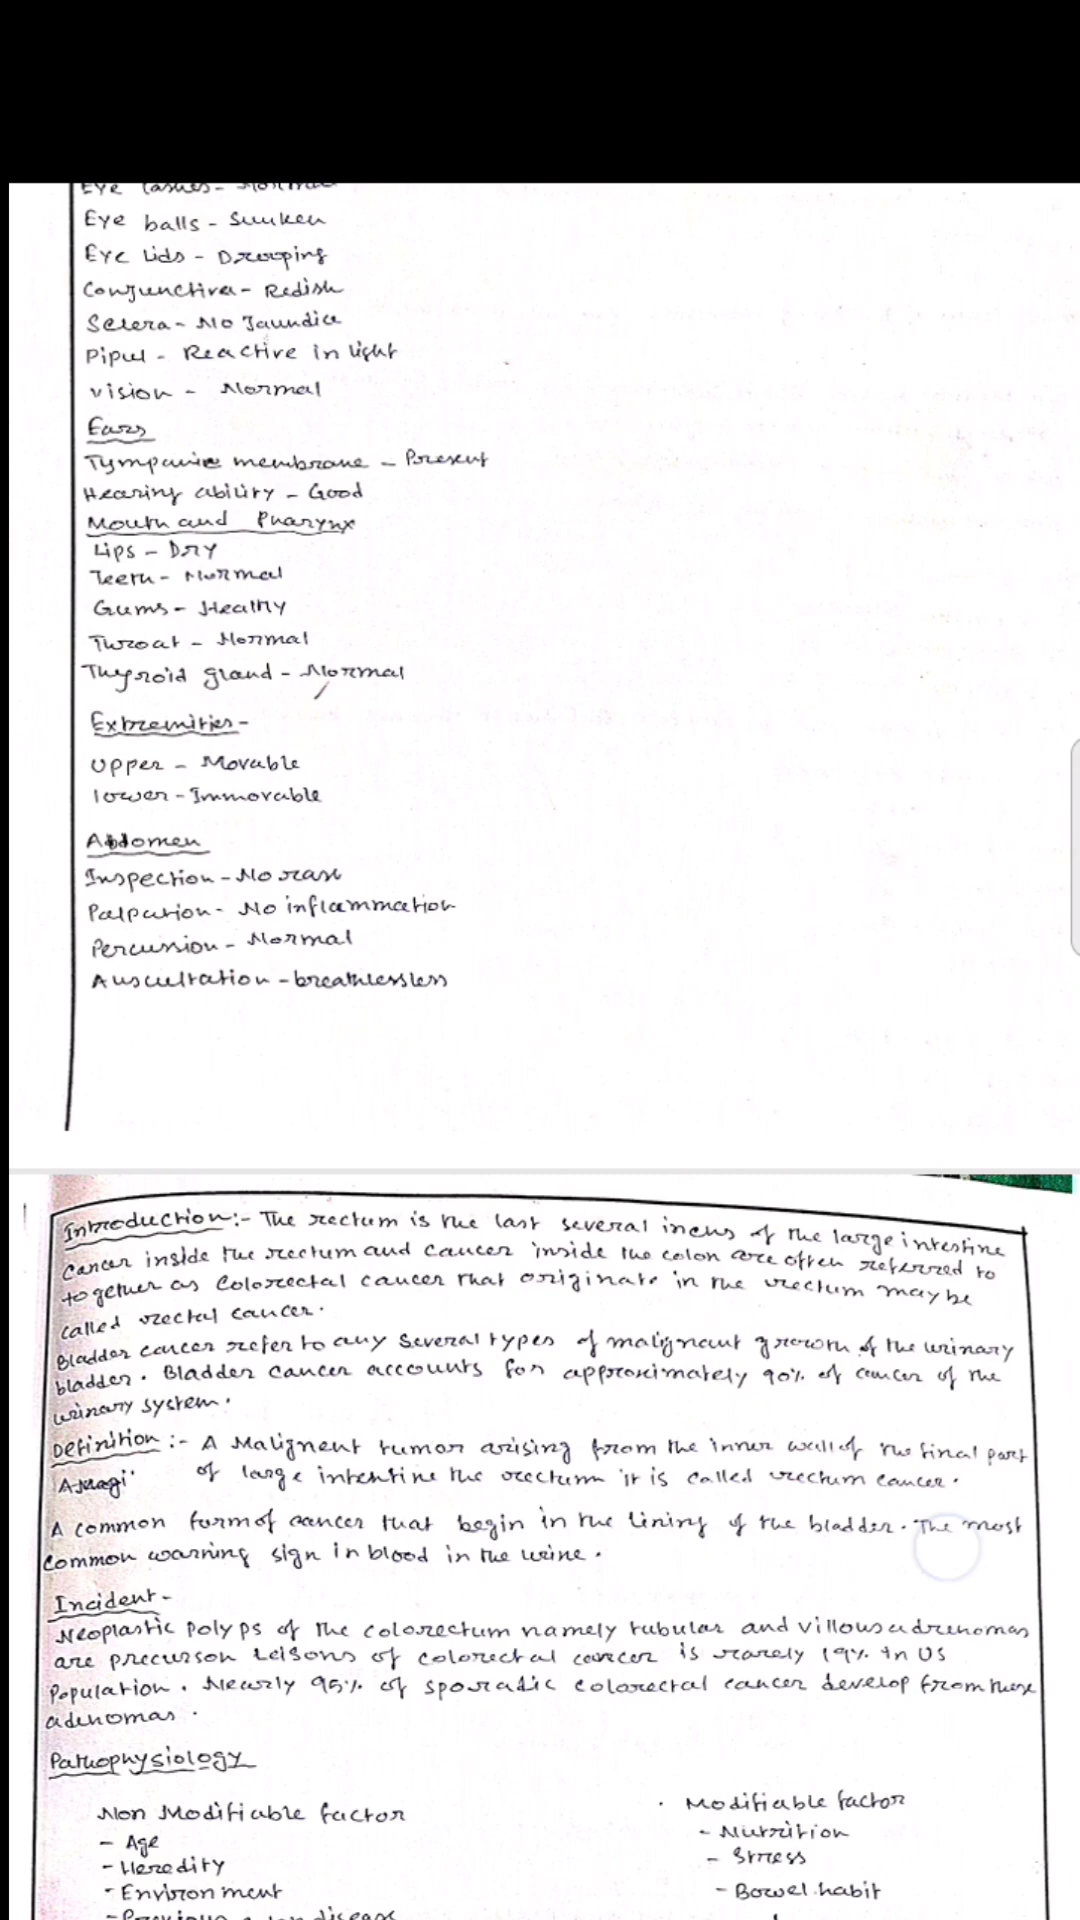 Eye lashes - Normal
Eye balls - Sunken
Eye lids - Drooping
Conjunctiva - Redish
Sclera - No Jaundice
Pipul - Reactive in light
vision - Normal
Ears
Tympanic membrane - Present
Hearing ability - Good
Mouth and Pharynx
Lips - Dry
Teeth - Normal
Gums - Healthy
Throat - Normal
Thyroid gland - Normal
Extremities -
Upper - Movable
lower - Immovable
Abdomen
Inspection - No rash
Palpation - No inflammation
Percussion - Normal
Auscultation - breathlessless
Introduction :- The rectum is the last several inchs of the large intestine
cancer inside the rectum and cancer inside the colon are often referred to
together as colorectal cancer that originate in the rectum may be
called rectal cancer.
Bladder cancer refer to any several types of malignant growth of the urinary
bladder. Bladder cancer accounts for approximately 90% of cancer of the
urinary system.
Definition :- A Malignent tumor arising from the inner wall of the final part
of large intentine the rectum it is called rectum cancer.
A common form of cancer that begin in the lining of the bladder. The most
common warning sign in blood in the urine.
Incident -
Neoplastic polyps of the colorectum namely tubular and villous adrenomas
are precurson leisons of colorectal cancer is rarely 19% in US
Population. Nearly 95% of sporadic colorectal cancer develop from these
adenomas.
Pathophysiology
Non Modifiable factor
- Age
- Heredity
- Environment
- Previous disease
. Modifiable factor
- Nutrition
- Stress
- Bowel habit